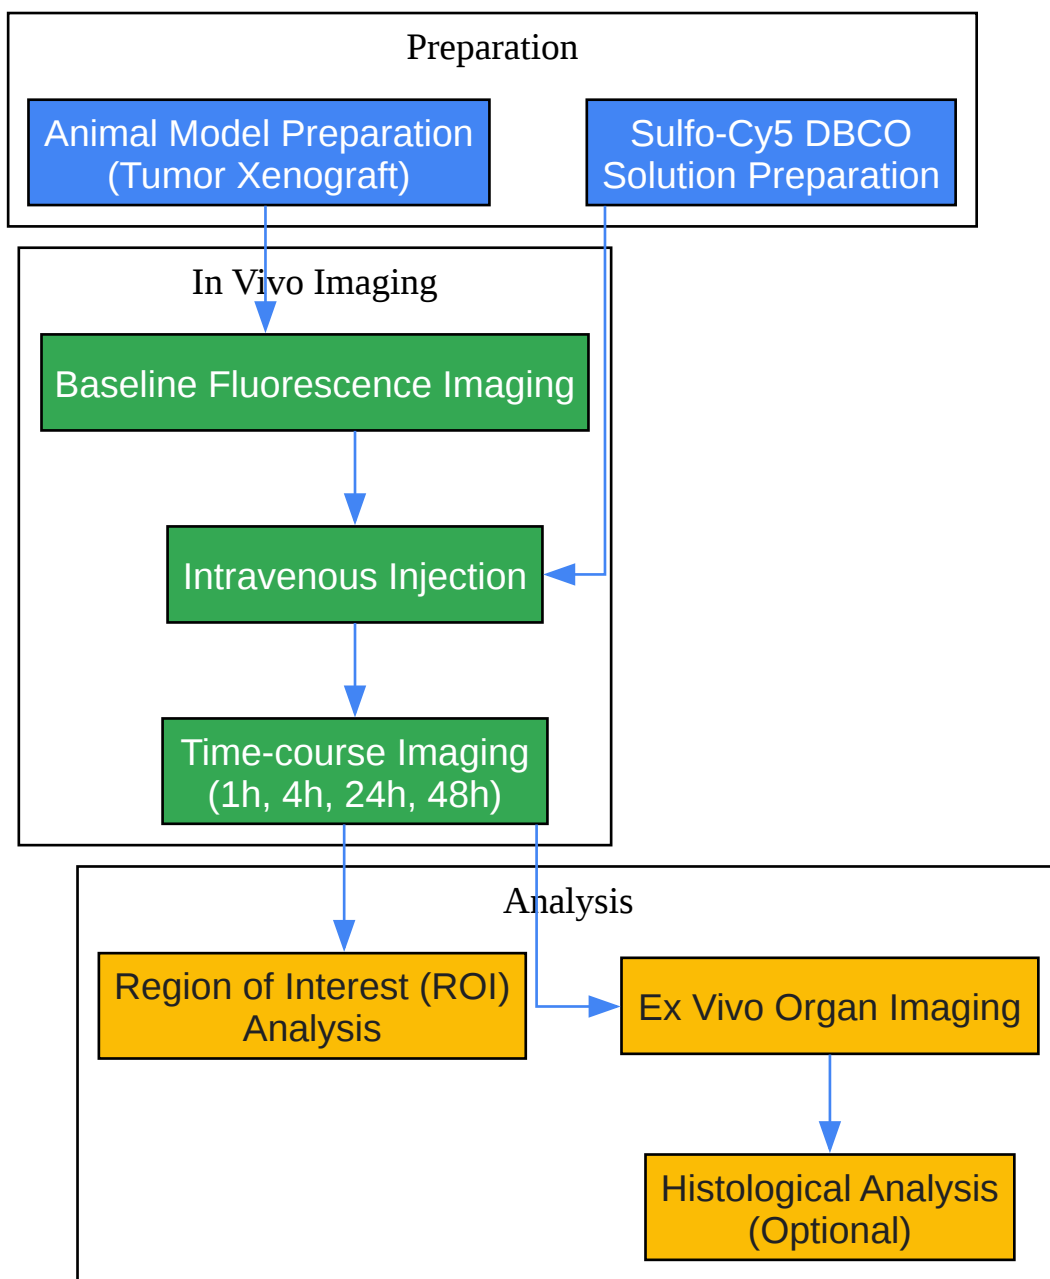 Preparation
Animal Model Preparation
(Tumor Xenograft)
Sulfo-Cy5 DBCO
Solution Preparation
In Vivo Imaging
Baseline Fluorescence Imaging
Intravenous Injection
Time-course Imaging
(1h, 4h, 24h, 48h)
Analysis
Region of Interest (ROI)
Analysis
Ex Vivo Organ Imaging
Histological Analysis
(Optional)